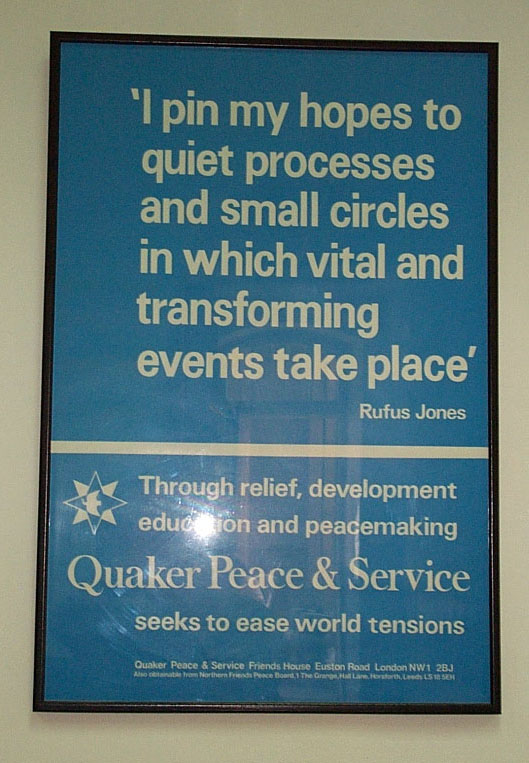 ‘I pin my hopes to
quiet processes
and small circles
in which vital and
transforming
events take place’
Rufus Jones
Through relief, development
education and peacemaking
Quaker Peace & Service
seeks to ease world tensions
Quaker Peace & Service Friends House Euston Road London NW1 2BJ
Also obtainable from Northern Friends Peace Board, 1 The Grange, Hall Lane, Horsforth, Leeds LS18 5EH